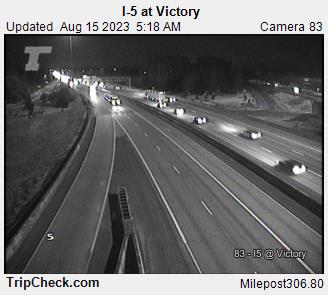 I-5 at Victory
Updated  Aug 15 2023  5:18 AM
Camera 83
T
S
83 - I5 @ Victory
TripCheck.com
Milepost306.80